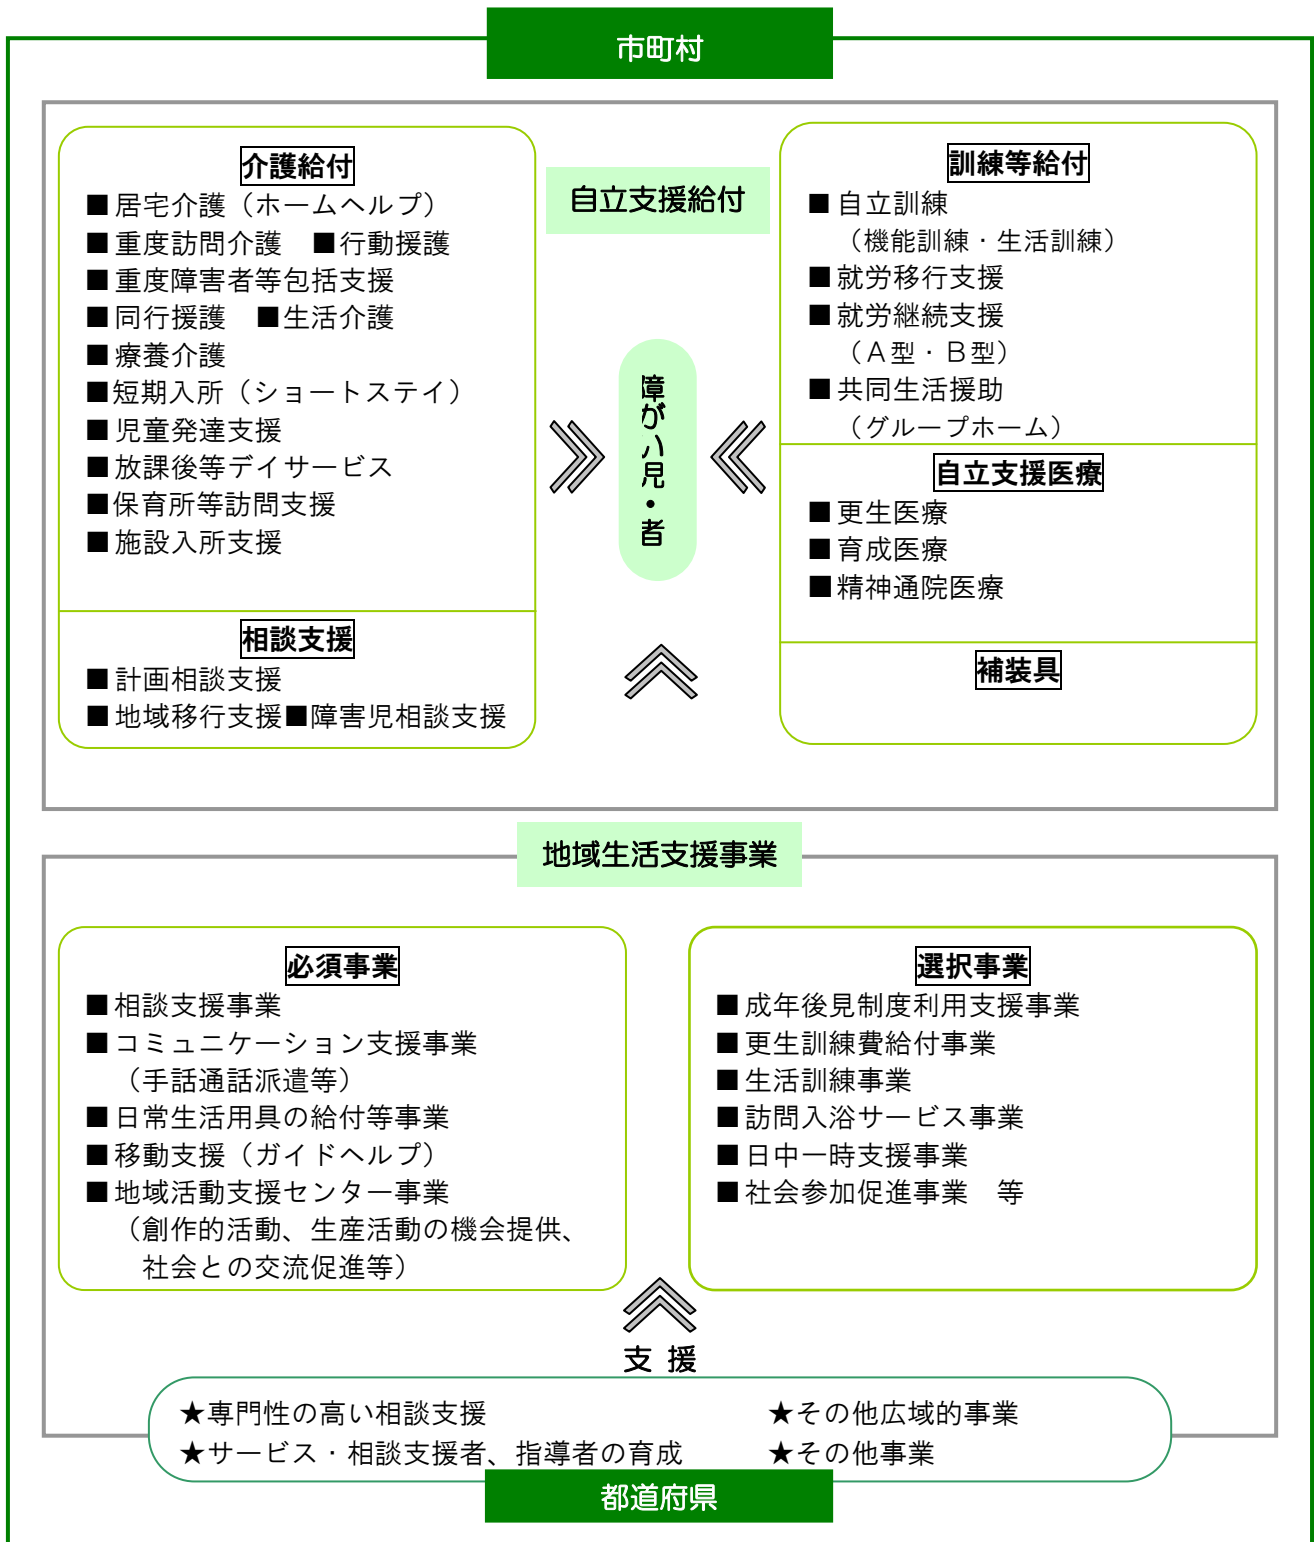 市町村
介護給付
■居宅介護（ホームヘルプ）
■重度訪問介護　■行動援護
■重度障害者等包括支援
■同行援護　■生活介護
■療養介護
■短期入所（ショートステイ）
■児童発達支援
■放課後等デイサービス
■保育所等訪問支援
■施設入所支援
相談支援
■計画相談支援
■地域移行支援■障害児相談支援
自立支援給付
障がい児・者
訓練等給付
■自立訓練
（機能訓練・生活訓練）
■就労移行支援
■就労継続支援
（Ａ型・Ｂ型）
■共同生活援助
（グループホーム）
自立支援医療
■更生医療
■育成医療
■精神通院医療
補装具
地域生活支援事業
必須事業
■相談支援事業
■コミュニケーション支援事業
（手話通話派遣等）
■日常生活用具の給付等事業
■移動支援（ガイドヘルプ）
■地域活動支援センター事業
（創作的活動、生産活動の機会提供、
社会との交流促進等）
選択事業
■成年後見制度利用支援事業
■更生訓練費給付事業
■生活訓練事業
■訪問入浴サービス事業
■日中一時支援事業
■社会参加促進事業　等
支 援
★専門性の高い相談支援
★サービス・相談支援者、指導者の育成
★その他広域的事業
★その他事業
都道府県